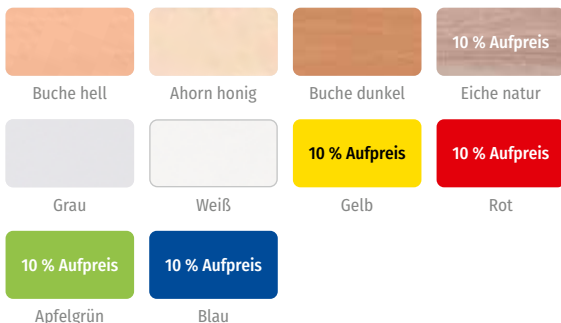 10 % Aufpreis
Buche hell Ahorn honig Buche dunkel Eiche natur
10 % Aufpreis 10 % Aufpreis
Grau Weiß Gelb Rot
10 % Aufpreis 10 % Aufpreis
Apfelgrün Blau